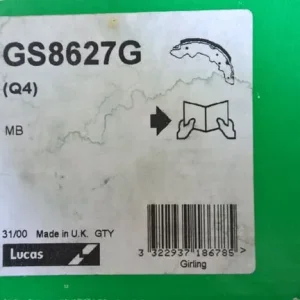 GS8627G
(Q4)
MB
31/00 Made in U.K. GTY
Lucas
3 322937 186785
Girling